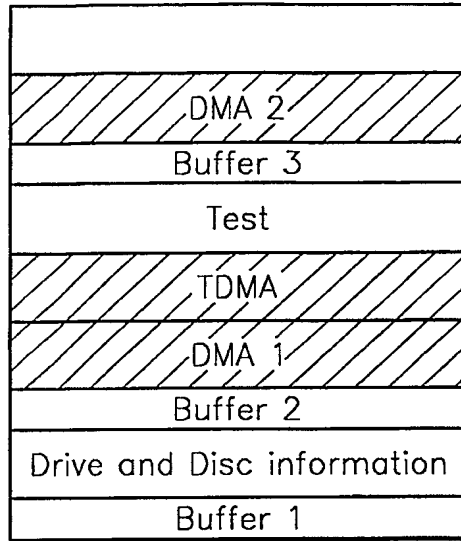 DMA 2
Buffer 3
Test
TDMA
DMA 1
Buffer 2
Drive and Disc information
Buffer 1